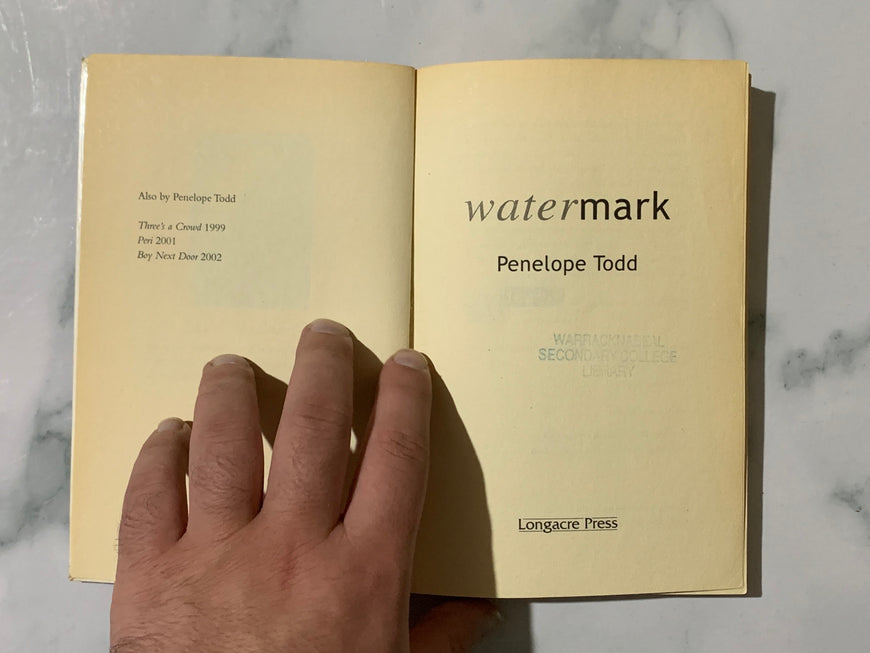 Also by Penelope Todd
Three's a Crowd 1999
Peri 2001
Boy Next Door 2002
watermark
Penelope Todd
WARRACKNABEAL
SECONDARY COLLEGE
LIBRARY
Longacre Press